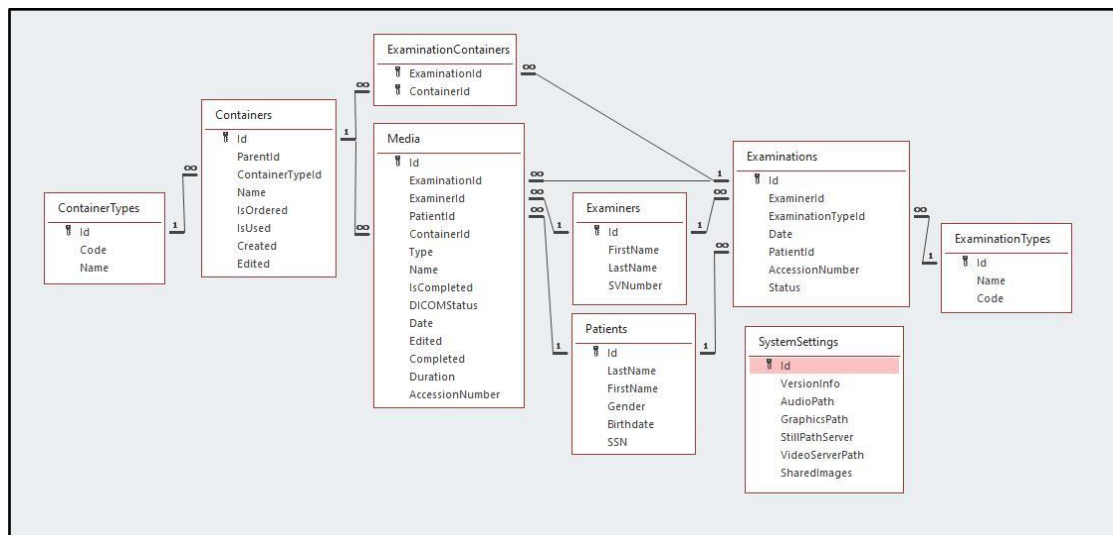 ExaminationContainers
ExaminationId
ContainerId
Containers
Id
ParentId
ContainerTypeId
Name
IsOrdered
IsUsed
Created
Edited
ContainerTypes
Id
Code
Name
Media
Id
ExaminationId
ExaminerId
PatientId
ContainerId
Type
Name
IsCompleted
DICOMStatus
Date
Edited
Completed
Duration
AccessionNumber
Examiners
Id
FirstName
LastName
SVNumber
Patients
Id
LastName
FirstName
Gender
Birthdate
SSN
Examinations
Id
ExaminerId
ExaminationTypeId
Date
PatientId
AccessionNumber
Status
ExaminationTypes
Id
Name
Code
SystemSettings
Id
VersionInfo
AudioPath
GraphicsPath
StillPathServer
VideoServerPath
SharedImages
1
∞
1
∞
∞
∞
∞
∞
1
1
∞
1
1
∞
∞
1
∞
1